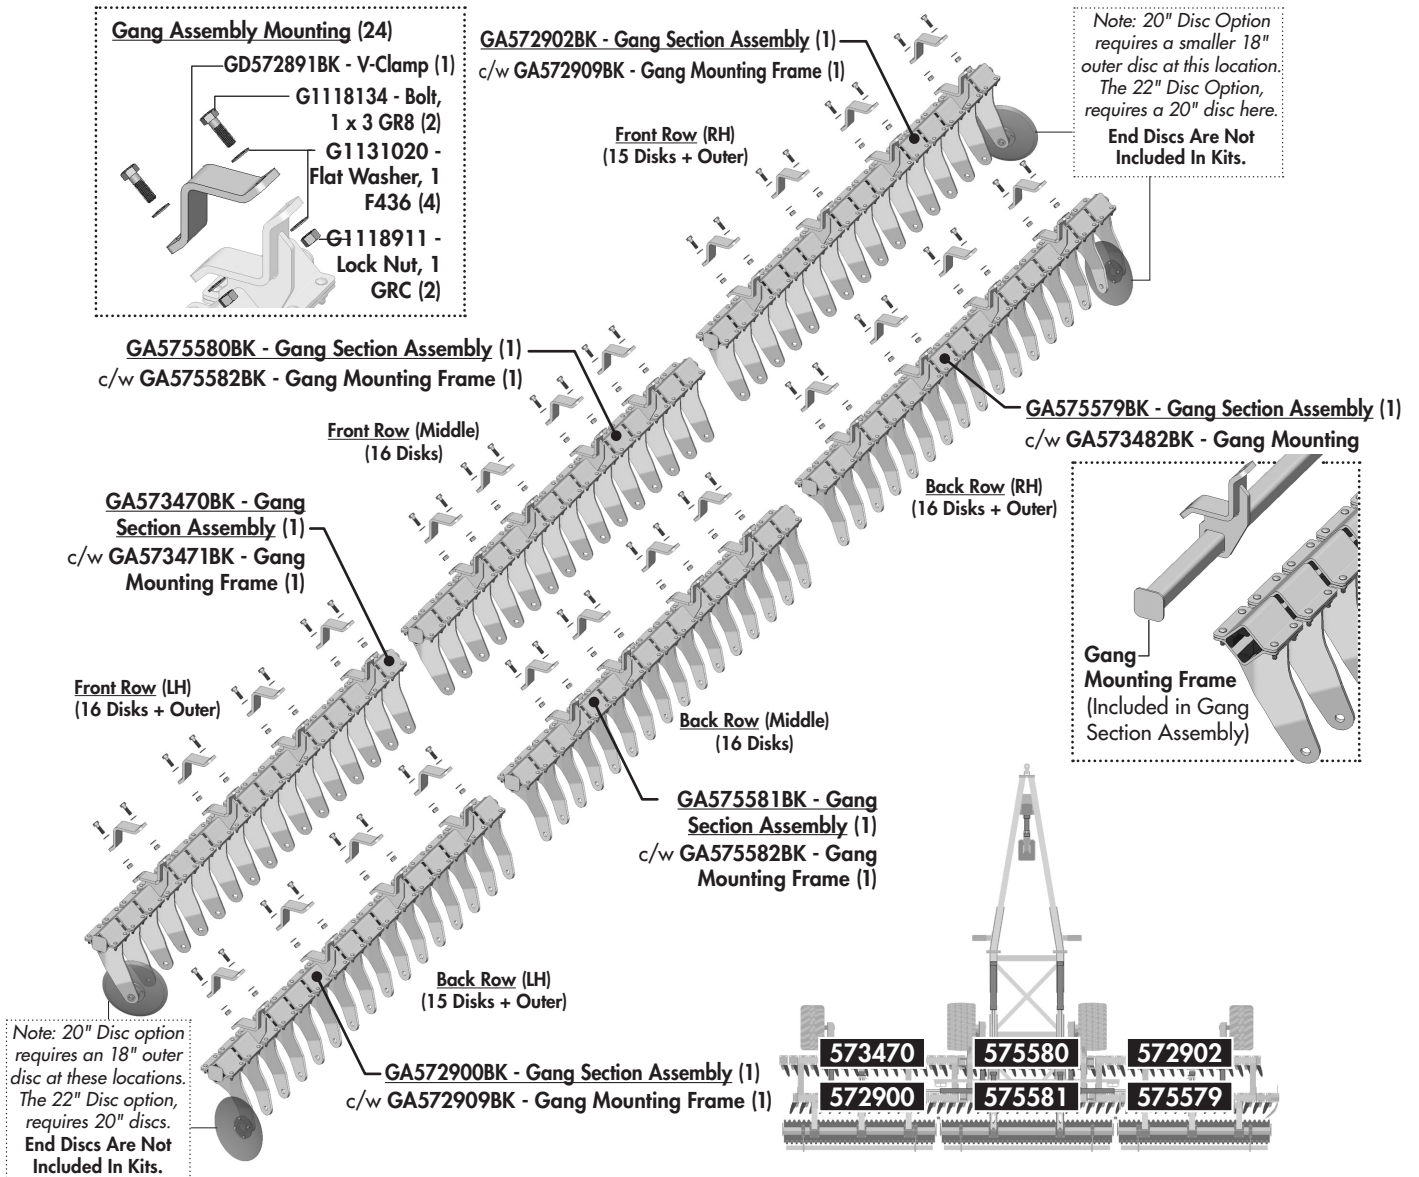 Gang Assembly Mounting (24)
GD572891BK - V-Clamp (1)
G1118134 - Bolt,
1 x 3 GR8 (2)
G1131020 -
Flat Washer, 1
F436 (4)
G1118911 -
Lock Nut, 1
GRC (2)
GA572902BK - Gang Section Assembly (1)
c/w GA572909BK - Gang Mounting Frame (1)
Front Row (RH)
(15 Disks + Outer)
Note: 20" Disc Option
requires a smaller 18"
outer disc at this location.
The 22" Disc Option,
requires a 20" disc here.
End Discs Are Not
Included In Kits.
GA575580BK - Gang Section Assembly (1)
c/w GA575582BK - Gang Mounting Frame (1)
Front Row (Middle)
(16 Disks)
GA575579BK - Gang Section Assembly (1)
c/w GA573482BK - Gang Mounting
Back Row (RH)
(16 Disks + Outer)
GA573470BK - Gang
Section Assembly (1)
c/w GA573471BK - Gang
Mounting Frame (1)
Gang
Mounting Frame
(Included in Gang
Section Assembly)
Front Row (LH)
(16 Disks + Outer)
Back Row (Middle)
(16 Disks)
GA575581BK - Gang
Section Assembly (1)
c/w GA575582BK - Gang
Mounting Frame (1)
Back Row (LH)
(15 Disks + Outer)
Note: 20" Disc option
requires an 18" outer
disc at these locations.
The 22" Disc option,
requires 20" discs.
End Discs Are Not
Included In Kits.
GA572900BK - Gang Section Assembly (1)
c/w GA572909BK - Gang Mounting Frame (1)
573470 575580 572902
572900 575581 575579